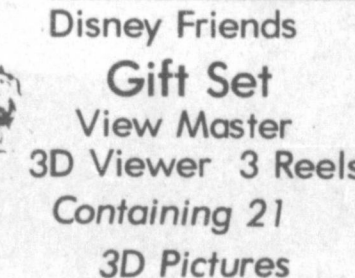 Disney Friends
Gift Set
View Master
3D Viewer 3 Reels
Containing 21
3D Pictures